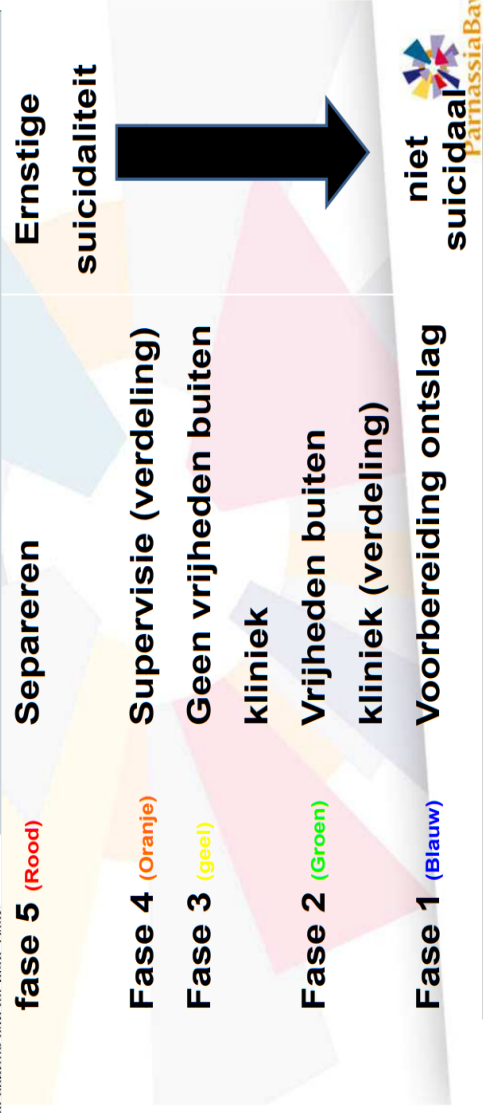 fase 5 (Rood) Separeren Ernstige
suicidaliteit
Fase 4 (Oranje) Supervisie (verdeling)
Fase 3 (geel) Geen vrijheden buiten
kliniek
Fase 2 (Groen) Vrijheden buiten
kliniek (verdeling)
Fase 1 (Blauw) Voorbereiding ontslag niet
suicidaal
ParnassiaBav